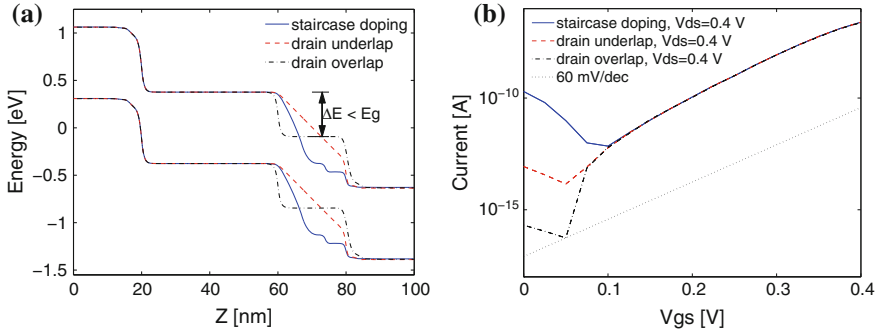 (a)
1
0.5
0
−0.5
−1
−1.5
Energy [eV]
staircase doping
drain underlap
drain overlap
ΔE < Eg
0
20
40
60
80
100
Z [nm]
(b)
10⁻¹⁰
10⁻¹⁵
Current [A]
staircase doping, Vds=0.4 V
drain underlap, Vds=0.4 V
drain overlap, Vds=0.4 V
60 mV/dec
0
0.1
0.2
0.3
0.4
Vgs [V]